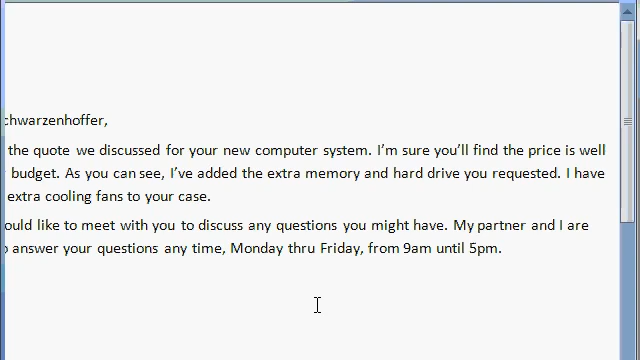 chwarzenhoffer,
the quote we discussed for your new computer system. I'm sure you'll find the price is well
budget. As you can see, I've added the extra memory and hard drive you requested. I have
extra cooling fans to your case.
ould like to meet with you to discuss any questions you might have. My partner and I are
o answer your questions any time, Monday thru Friday, from 9am until 5pm.